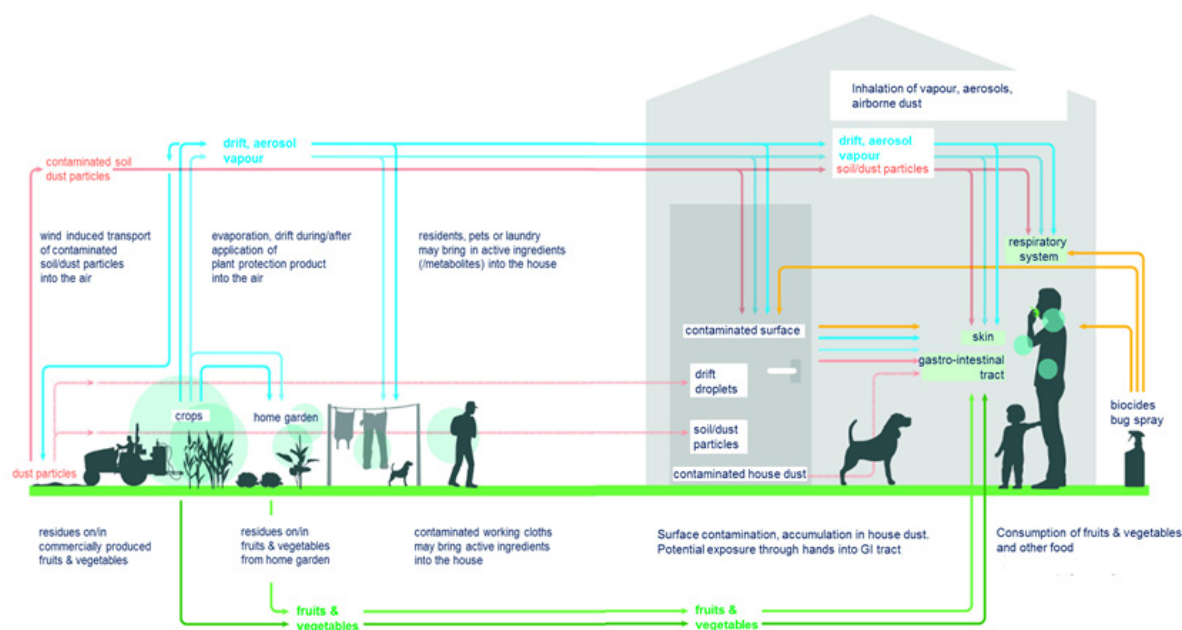 Inhalation of vapour, aerosols,
airborne dust
drift, aerosol
vapour
contaminated soil
dust particles
drift, aerosol
vapour
soil/dust particles
wind induced transport
of contaminated
soil/dust particles
into the air
evaporation, drift during/after
application of
plant protection product
into the air
residents, pets or laundry
may bring in active ingredients
(/metabolites) into the house
respiratory
system
contaminated surface
skin
gastro-intestinal
tract
drift
droplets
crops
home garden
soil/dust
particles
biocides
bug spray
dust particles
contaminated house dust
residues on/in
commercially produced
fruits & vegetables
residues on/in
fruits & vegetables
from home garden
contaminated working cloths
may bring active ingredients
into the house
Surface contamination, accumulation in house dust.
Potential exposure through hands into GI tract
Consumption of fruits & vegetables
and other food
fruits &
vegetables
fruits &
vegetables